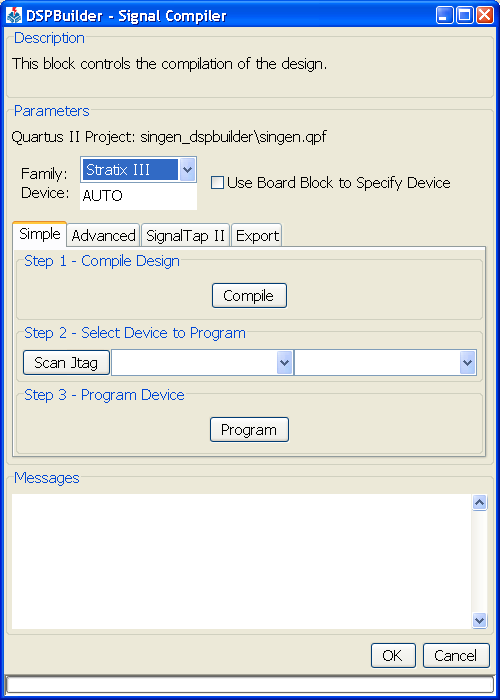 DSPBuilder - Signal Compiler
Description
This block controls the compilation of the design.
Parameters
Quartus II Project: singen_dspbuilder\singen.qpf
Family: Stratix III
Device: AUTO
Use Board Block to Specify Device
Simple Advanced SignalTap II Export
Step 1 - Compile Design
Compile
Step 2 - Select Device to Program
Scan Jtag
Step 3 - Program Device
Program
Messages
OK Cancel